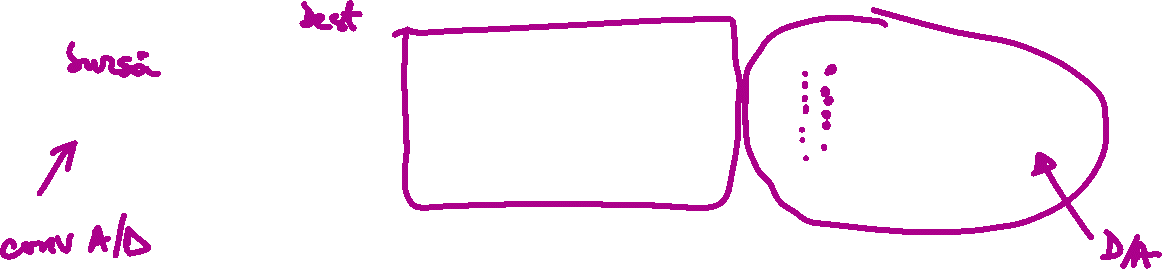 Dest
Sursă
conv A/D
D/A